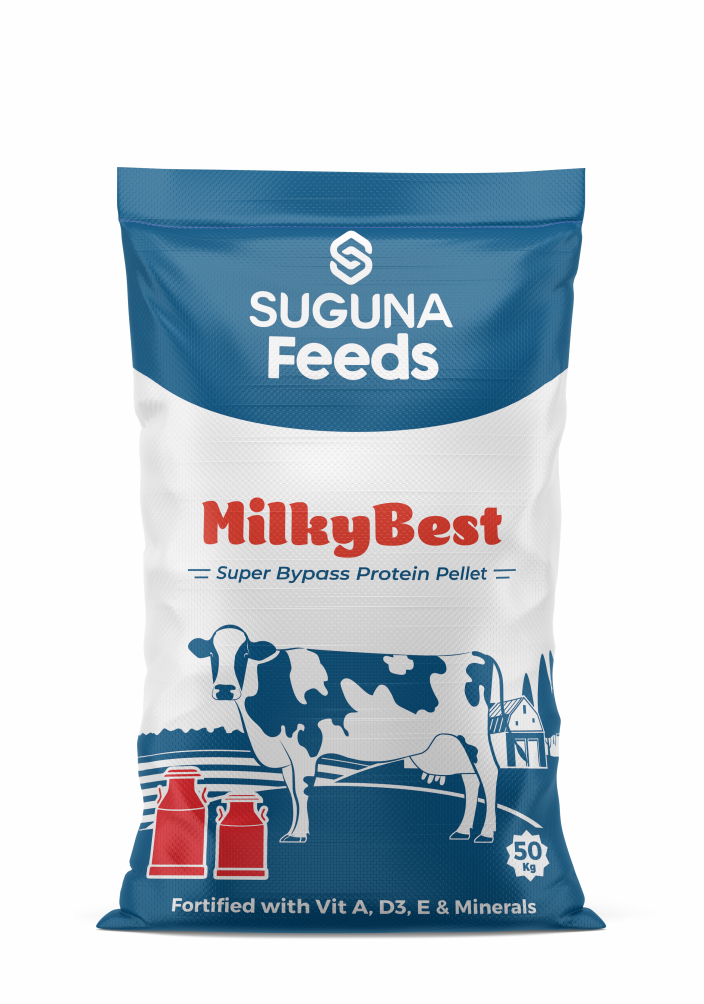 SUGUNA
Feeds
MilkyBest
Super Bypass Protein Pellet
50
Kg
Fortified with Vit A, D3, E & Minerals